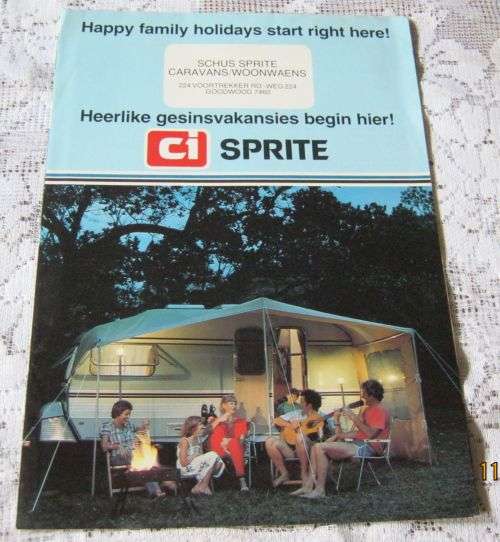 Happy family holidays start right here!
SCHUS SPRITE
CARAVANS/WOONWAENS
224 VOORTREKKER RD-WEG 224
GOODWOOD 7460
Heerlike gesinsvakansies begin hier!
Ci SPRITE
11